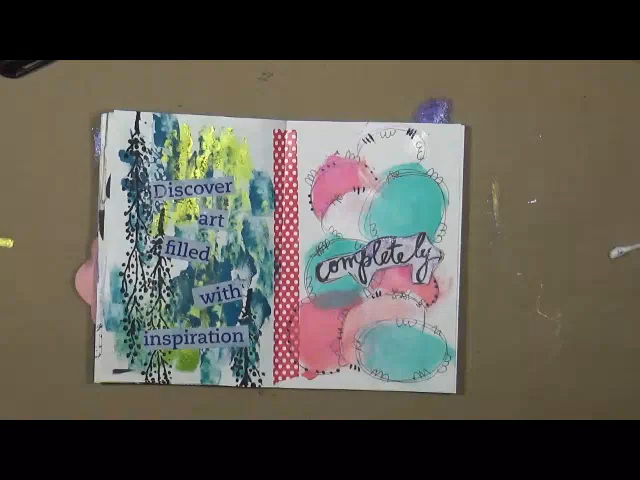 Discover
art
filled
with
inspiration
completely